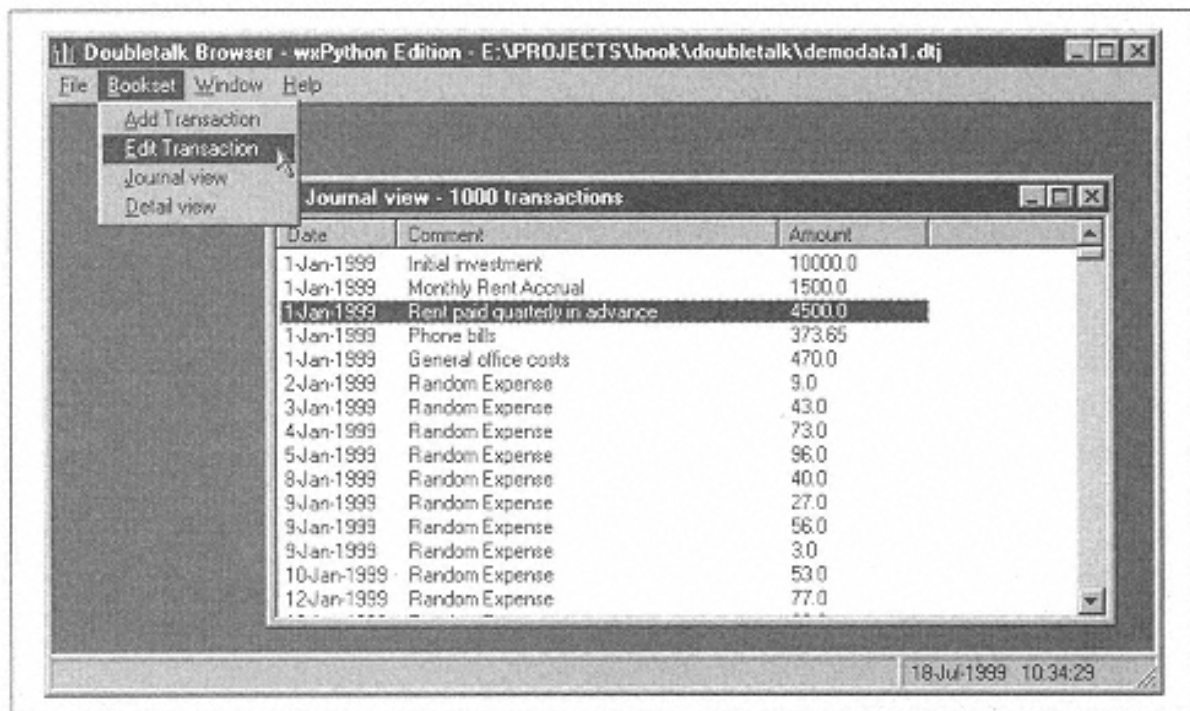 Doubletalk Browser - wxPython Edition - E:\PROJECTS\book\doubletalk\demodata1.dtj
File Bookset Window Help
Add Transaction
Edit Transaction
Journal view
Detail view
Journal view - 1000 transactions
Date Comment Amount
1-Jan-1999 Initial investment 10000.0
1-Jan-1999 Monthly Rent Accrual 1500.0
1-Jan-1999 Rent paid quarterly in advance 4500.0
1-Jan-1999 Phone bills 373.65
1-Jan-1999 General office costs 470.0
2-Jan-1999 Random Expense 9.0
3-Jan-1999 Random Expense 43.0
4-Jan-1999 Random Expense 73.0
5-Jan-1999 Random Expense 96.0
8-Jan-1999 Random Expense 40.0
9-Jan-1999 Random Expense 27.0
9-Jan-1999 Random Expense 56.0
9-Jan-1999 Random Expense 3.0
10-Jan-1999 Random Expense 53.0
12-Jan-1999 Random Expense 77.0
18-Jul-1999 10:34:29